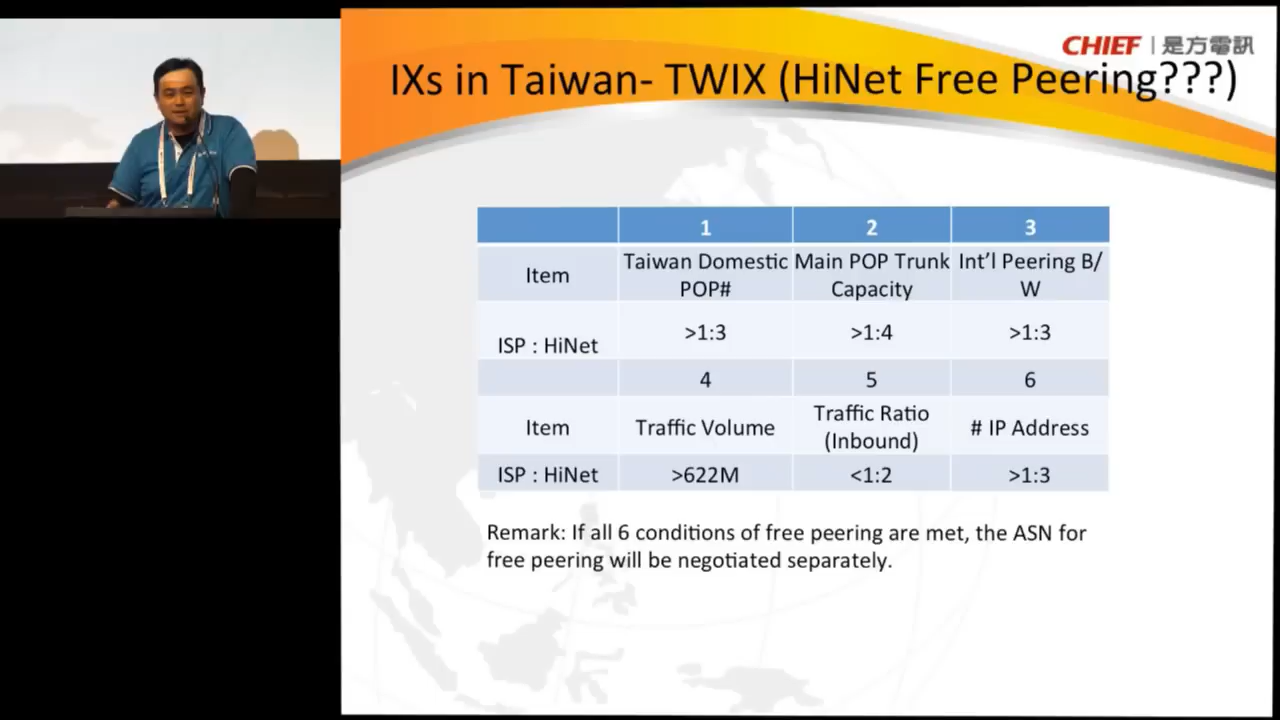 CHIEF | 是方電訊
IXs in Taiwan- TWIX (HiNet Free Peering???)
1 2 3
Item Taiwan Domestic POP# Main POP Trunk Capacity Int'l Peering B/W
ISP : HiNet >1:3 >1:4 >1:3
4 5 6
Item Traffic Volume Traffic Ratio (Inbound) # IP Address
ISP : HiNet >622M <1:2 >1:3
Remark: If all 6 conditions of free peering are met, the ASN for
free peering will be negotiated separately.